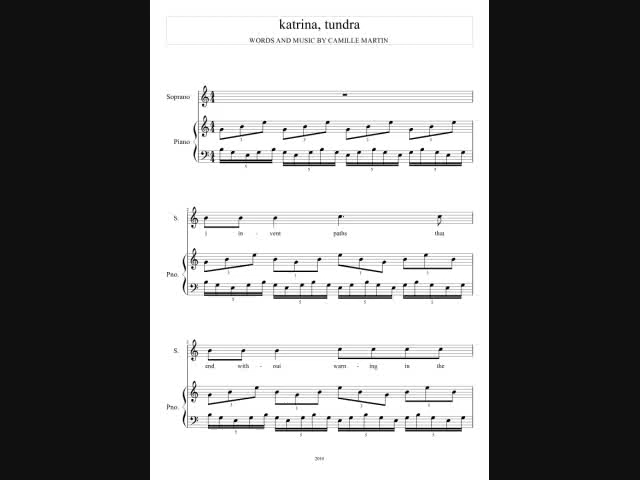 katrina, tundra
WORDS AND MUSIC BY CAMILLE MARTIN
Soprano
Piano
S.
i in - vent paths that
Pno.
S.
end with - out warn - ing in the
Pno.
2010